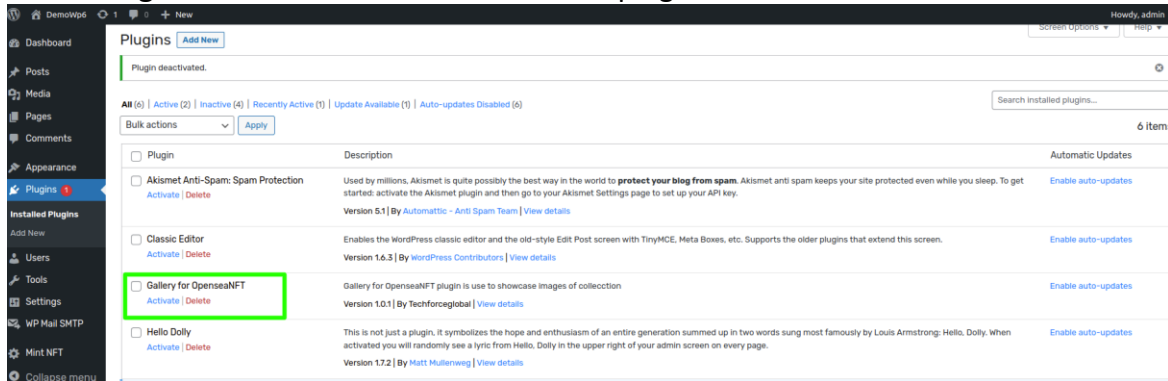 DemoWp6 1 0 + New Howdy, admin
Screen Options Help
Dashboard
Posts
Media
Pages
Comments
Appearance
Plugins 1
Installed Plugins
Add New
Users
Tools
Settings
WP Mail SMTP
Mint NFT
Collapse menu
Plugins Add New
Plugin deactivated.
All (6) | Active (2) | Inactive (4) | Recently Active (1) | Update Available (1) | Auto-updates Disabled (6)
Search installed plugins...
Bulk actions Apply
6 item
Plugin Description Automatic Updates
Akismet Anti-Spam: Spam Protection
Activate | Delete
Used by millions, Akismet is quite possibly the best way in the world to protect your blog from spam. Akismet anti spam keeps your site protected even while you sleep. To get
started: activate the Akismet plugin and then go to your Akismet Settings page to set up your API key.
Version 5.1 | By Automattic - Anti Spam Team | View details
Enable auto-updates
Classic Editor
Activate | Delete
Enables the WordPress classic editor and the old-style Edit Post screen with TinyMCE, Meta Boxes, etc. Supports the older plugins that extend this screen.
Version 1.6.3 | By WordPress Contributors | View details
Enable auto-updates
Gallery for OpenseaNFT
Activate | Delete
Gallery for OpenseaNFT plugin is use to showcase images of collecction
Version 1.0.1 | By Techforceglobal | View details
Enable auto-updates
Hello Dolly
Activate | Delete
This is not just a plugin, it symbolizes the hope and enthusiasm of an entire generation summed up in two words sung most famously by Louis Armstrong: Hello, Dolly. When
activated you will randomly see a lyric from Hello, Dolly in the upper right of your admin screen on every page.
Version 1.7.2 | By Matt Mullenweg | View details
Enable auto-updates